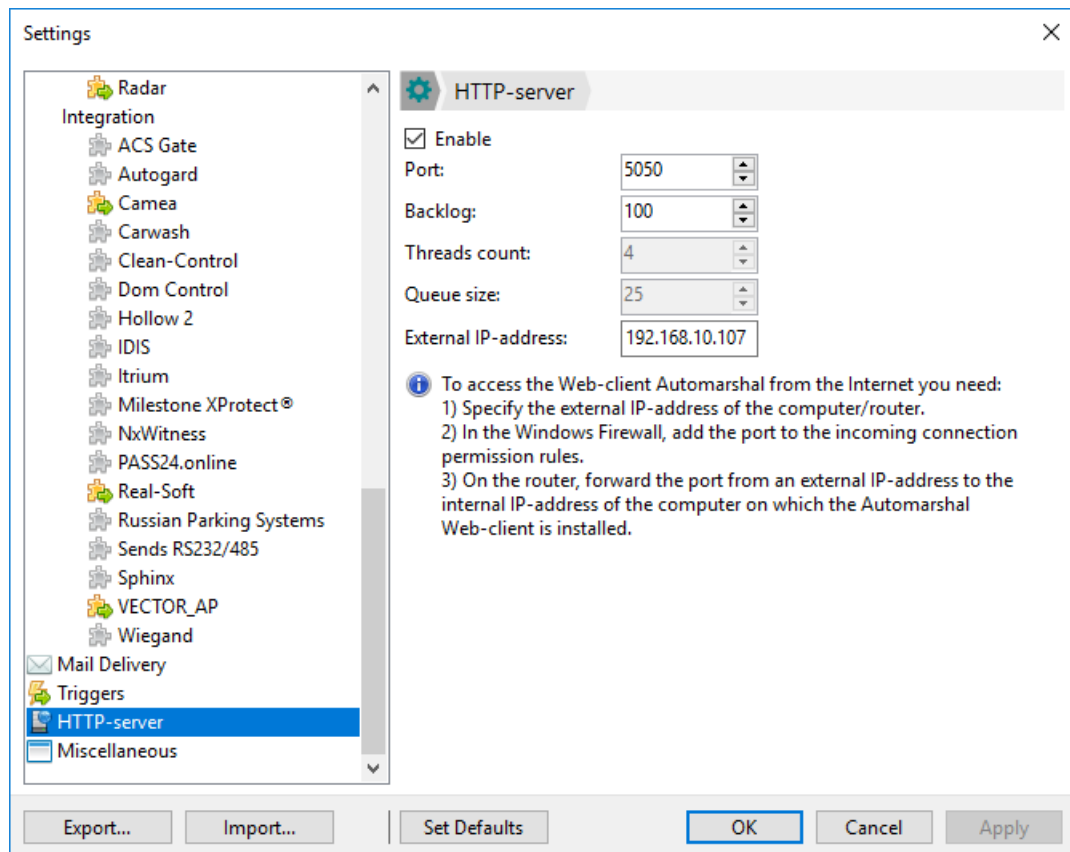 Settings
Radar
Integration
ACS Gate
Autogard
Camea
Carwash
Clean-Control
Dom Control
Hollow 2
IDIS
Itrium
Milestone XProtect®
NxWitness
PASS24.online
Real-Soft
Russian Parking Systems
Sends RS232/485
Sphinx
VECTOR_AP
Wiegand
Mail Delivery
Triggers
HTTP-server
Miscellaneous
HTTP-server
Enable
Port: 5050
Backlog: 100
Threads count: 4
Queue size: 25
External IP-address: 192.168.10.107
To access the Web-client Automarshal from the Internet you need:
1) Specify the external IP-address of the computer/router.
2) In the Windows Firewall, add the port to the incoming connection
permission rules.
3) On the router, forward the port from an external IP-address to the
internal IP-address of the computer on which the Automarshal
Web-client is installed.
Export... Import... Set Defaults OK Cancel Apply